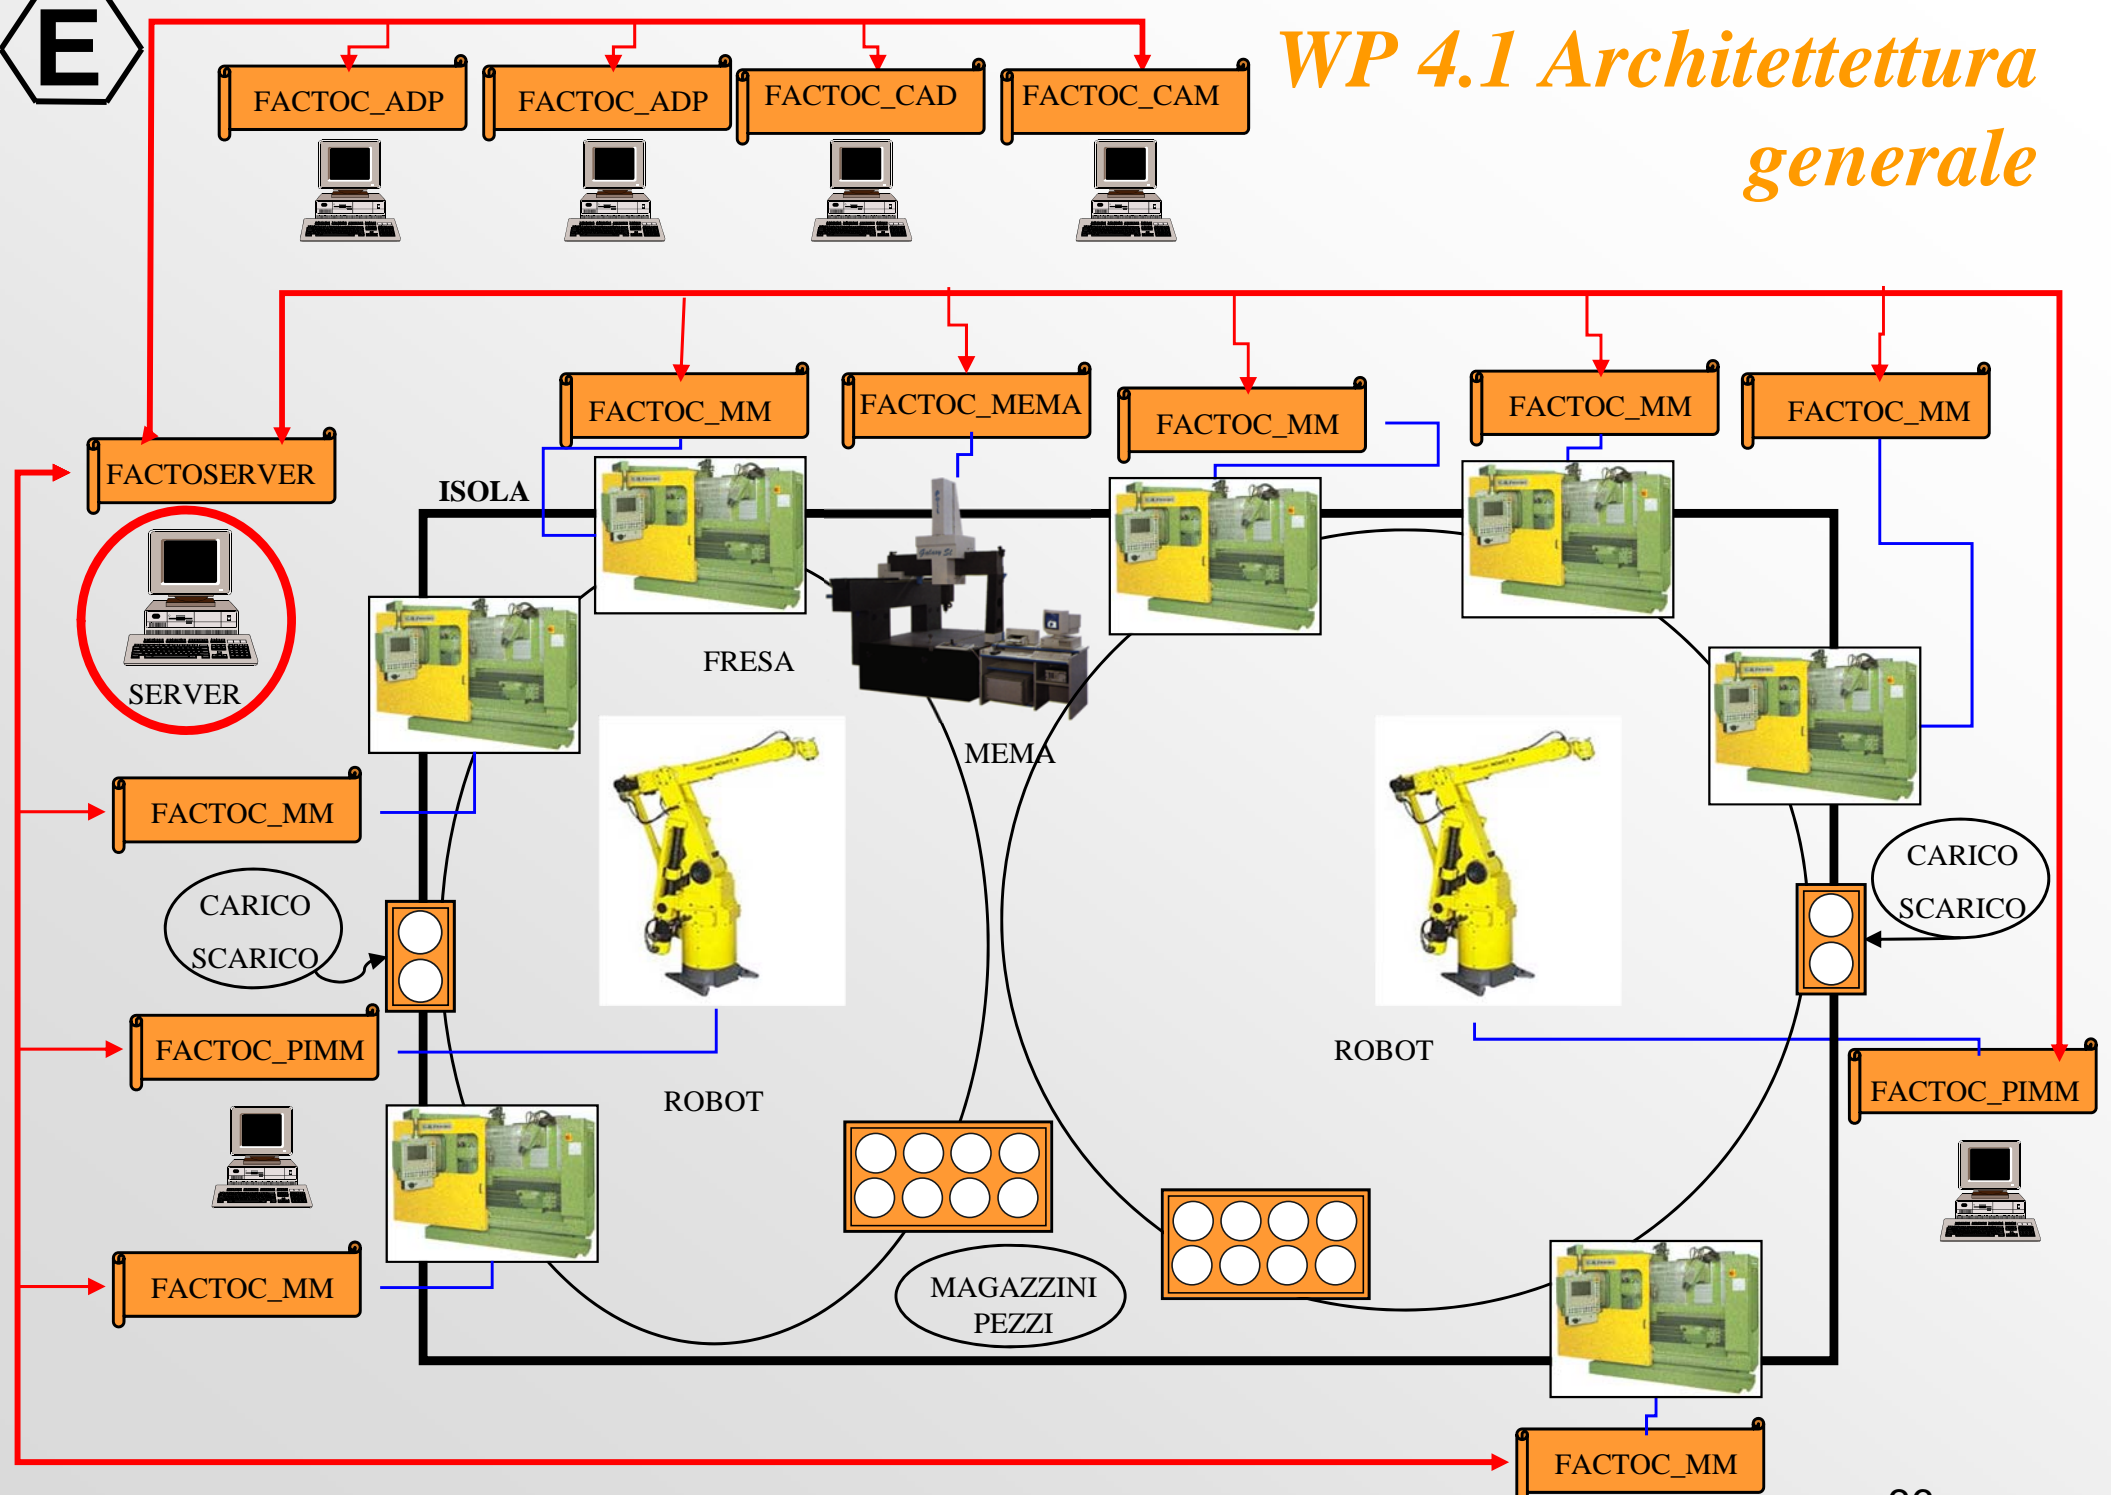 E
WP 4.1 Architettettura
generale
FACTOC_ADP
FACTOC_ADP
FACTOC_CAD
FACTOC_CAM
FACTOC_MM
FACTOC_MEMA
FACTOC_MM
FACTOC_MM
FACTOC_MM
FACTOSERVER
ISOLA
SERVER
FRESA
MEMA
FACTOC_MM
CARICO
SCARICO
CARICO
SCARICO
FACTOC_PIMM
ROBOT
ROBOT
FACTOC_PIMM
FACTOC_MM
MAGAZZINI
PEZZI
FACTOC_MM